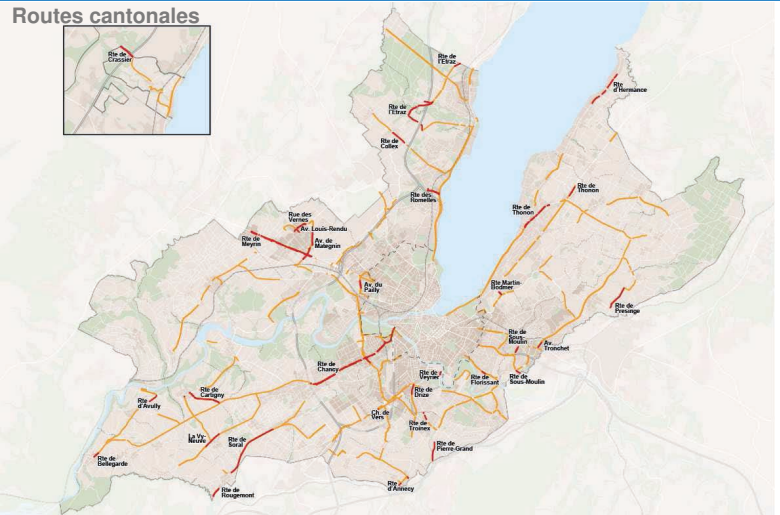 Routes cantonales
Rte de
Crassier
Rte de
l'Etraz
Rte
d'Hermance
Rte de
l'Etraz
Rte de
Collex
Rte des
Romelles
Rte de
Thonon
Rte de
Thonon
Rue des
Vernes
Av. Louis-Rendu
Rte de
Meyrin
Av. de
Mategnin
Av. du
Pailly
Rte Martin-
Bodmer
Rte de
Presinge
Rte de
Sous-
Moulin
Av.
Tronchet
Rte de
Chancy
Rte de
Veyrier
Rte de
Florissant
Rte de
Sous-Moulin
Rte de
Drize
Rte de
Cartigny
Rte
d'Avully
Ch. de
Vers
Rte de
Troinex
La Vy-
Neuve
Rte de
Soral
Rte de
Pierre-Grand
Rte de
Bellegarde
Rte de
Rougemont
Rte
d'Annecy